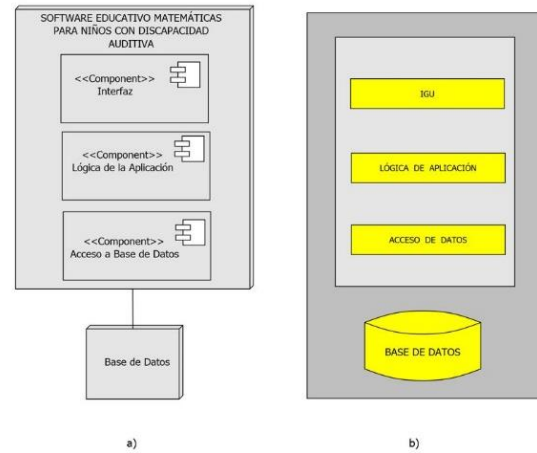 SOFTWARE EDUCATIVO MATEMÁTICAS
PARA NIÑOS CON DISCAPACIDAD
AUDITIVA
<<Component>>
Interfaz
<<Component>>
Lógica de la Aplicación
<<Component>>
Acceso a Base de Datos
Base de Datos
a)
IGU
LÓGICA DE APLICACIÓN
ACCESO DE DATOS
BASE DE DATOS
b)